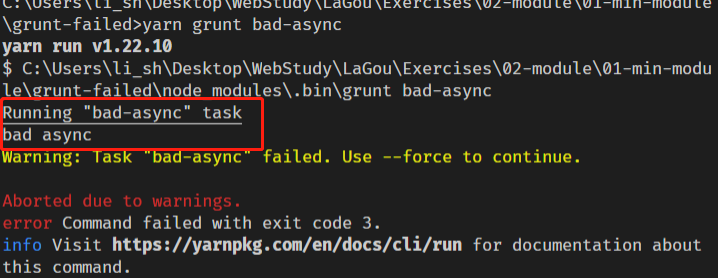 C:\Users\li_sh\Desktop\WebStudy\LaGou\Exercises\02-module\01-min-module
\grunt-failed>yarn grunt bad-async
yarn run v1.22.10
$ C:\Users\li_sh\Desktop\WebStudy\LaGou\Exercises\02-module\01-min-modu
le\grunt-failed\node_modules\.bin\grunt bad-async
Running "bad-async" task
bad async
Warning: Task "bad-async" failed. Use --force to continue.
Aborted due to warnings.
error Command failed with exit code 3.
info Visit https://yarnpkg.com/en/docs/cli/run for documentation about
this command.